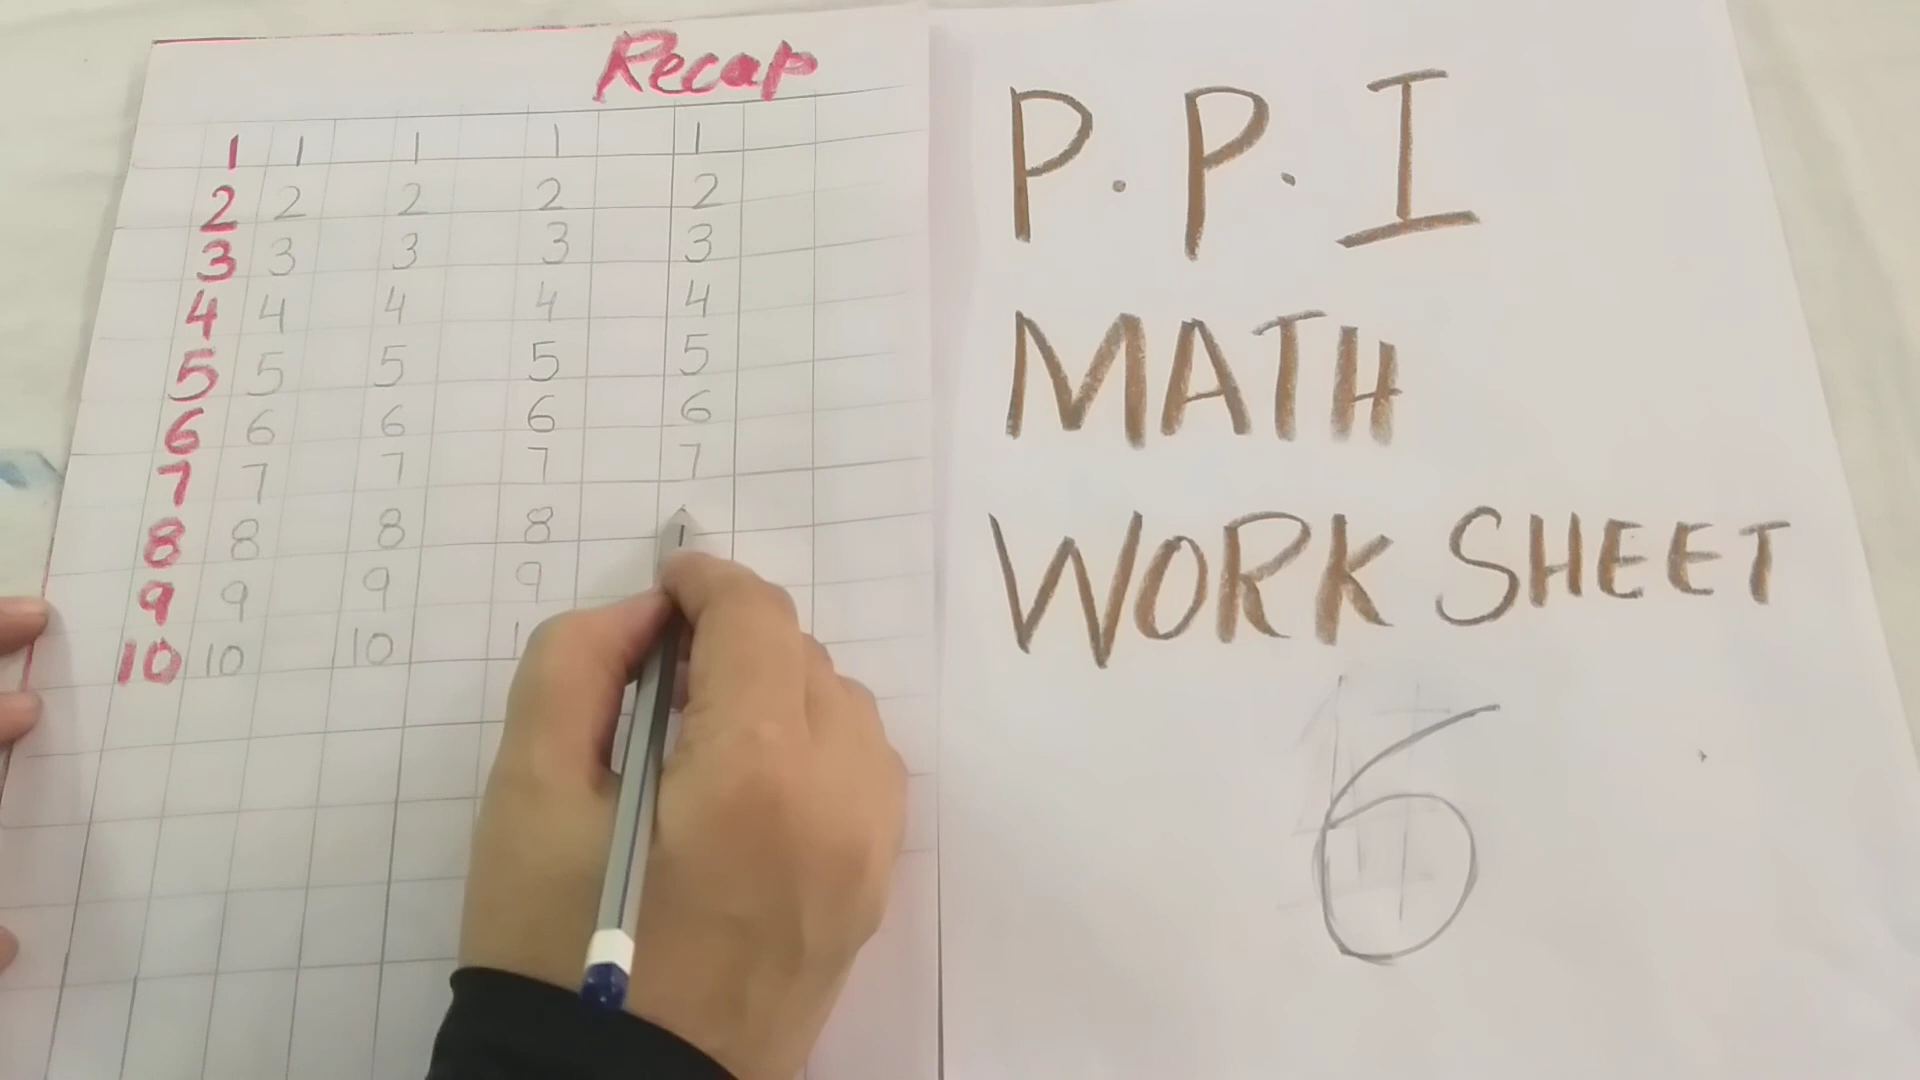 Recap
1 1 1 1 1
2 2 2 2 2
3 3 3 3 3
4 4 4 4 4
5 5 5 5 5
6 6 6 6 6
7 7 7 7 7
8 8 8 8
9 9 9 9
10 10 10 1
P.P.I
MATH
WORK SHEET
6